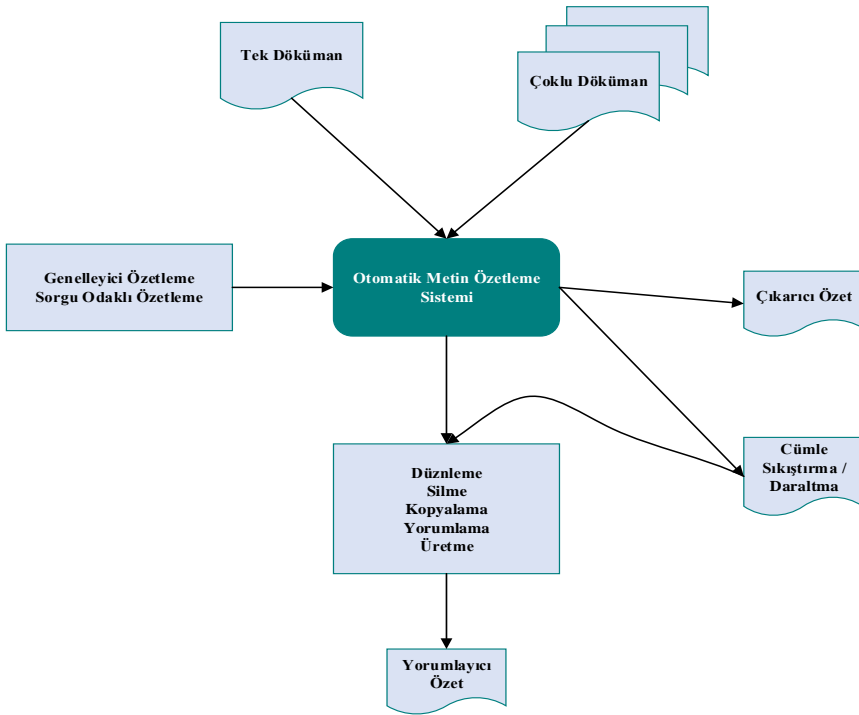 Tek Döküman
Çoklu Döküman
Genelleyici Özetleme
Sorgu Odaklı Özetleme
Otomatik Metin Özetleme
Sistemi
Çıkarıcı Özet
Düznleme
Silme
Kopyalama
Yorumlama
Üretme
Cümle
Sıkıştırma /
Daraltma
Yorumlayıcı
Özet